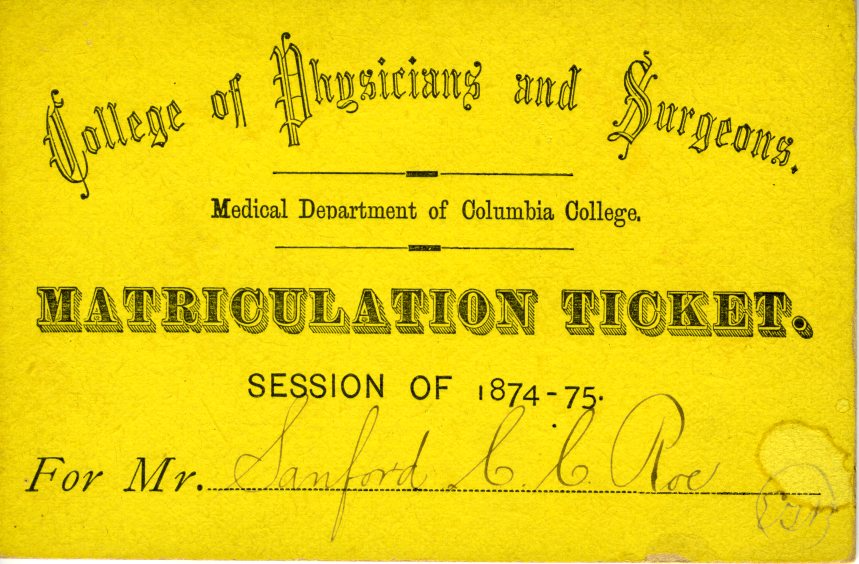 College of Physicians and Surgeons.
Medical Department of Columbia College.
MATRICULATION TICKET.
SESSION OF 1874-75.
For Mr. Sanford C. C. Roe